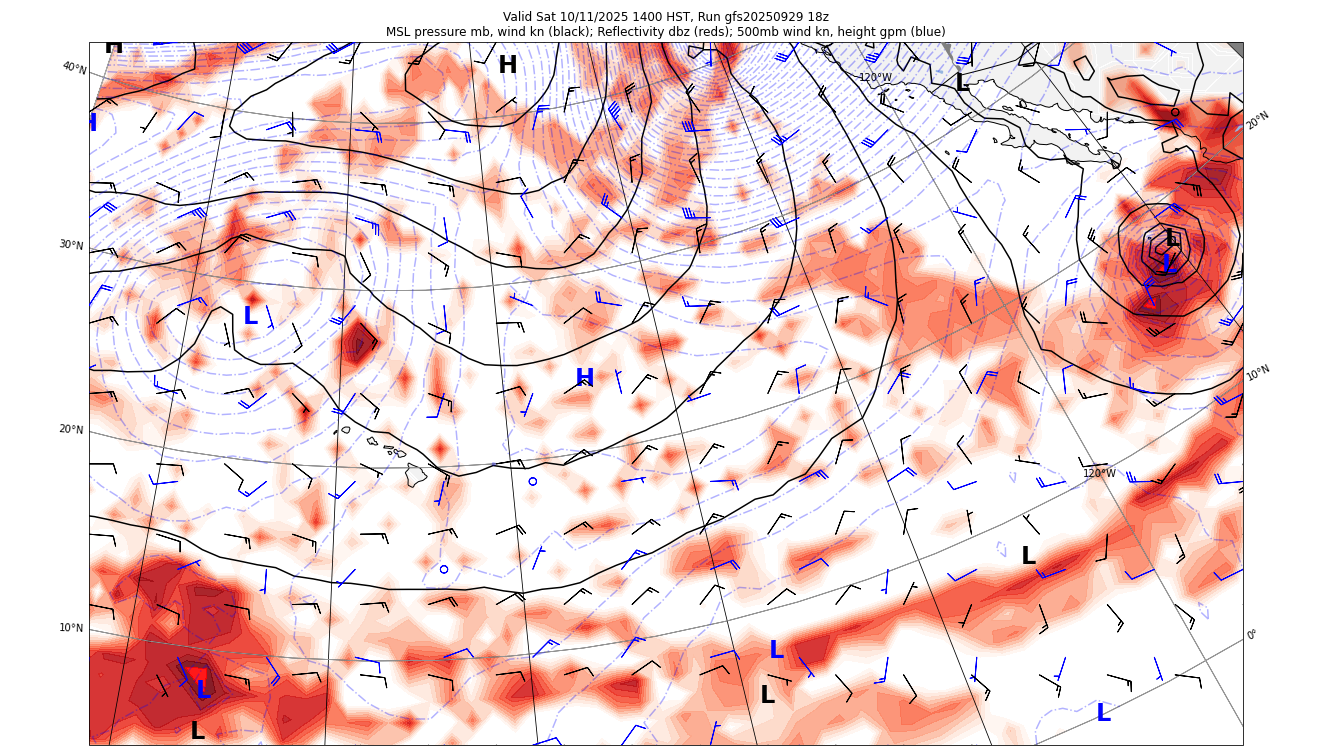 Valid Sat 10/11/2025 1400 HST, Run gfs20250929 18z
MSL pressure mb, wind kn (black); Reflectivity dbz (reds); 500mb wind kn, height gpm (blue)
H
H
40°N
120°W
L
20°N
H
30°N
L
L
L
10°N
H
20°N
120°W
L
10°N
0°
L
L
L
L
L